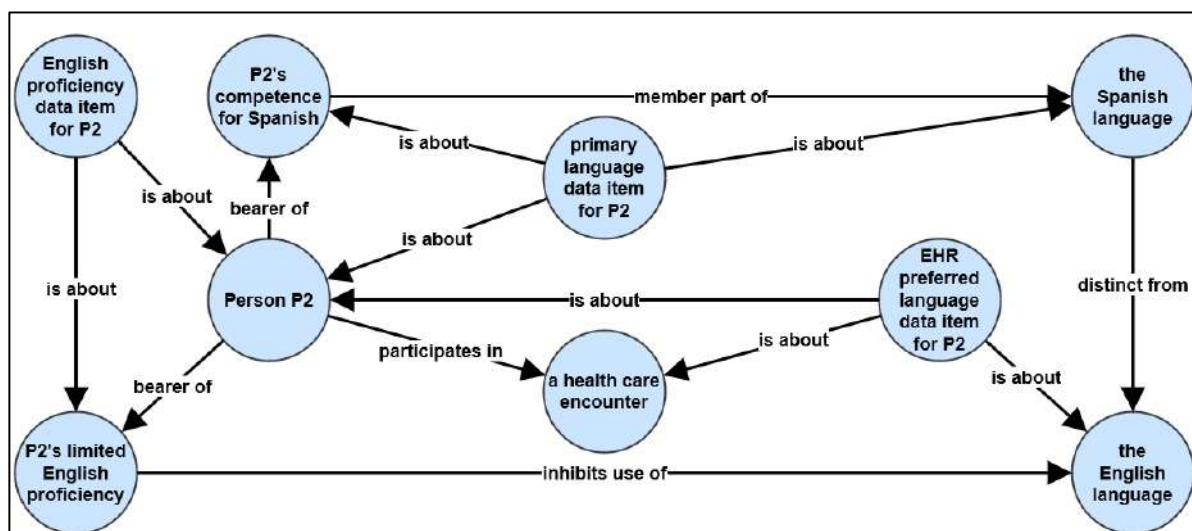 English
proficiency
data item
for P2
P2's
competence
for Spanish
member part of
the
Spanish
language
is about
primary
language
data item
for P2
is about
is about
bearer of
is about
EHR
preferred
language
data item
for P2
is about
Person P2
is about
distinct from
participates in
is about
a health care
encounter
is about
bearer of
P2's limited
English
proficiency
inhibits use of
the
English
language